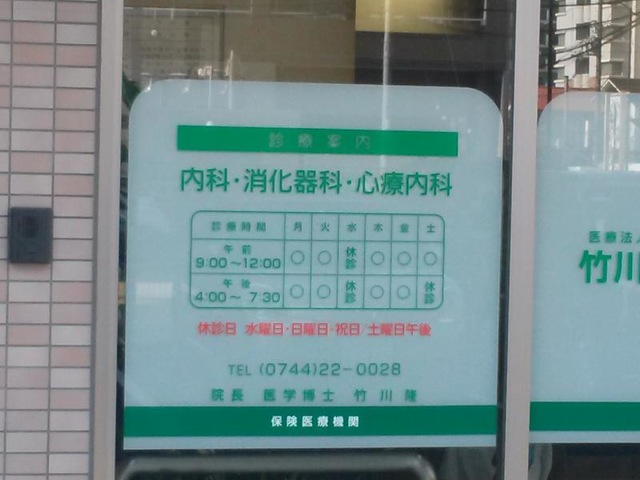 診療案内
内科・消化器科・心療内科
診療時間 月 火 水 木 金 土
午前 9:00～12:00 ○ ○ 休診 ○ ○ ○
午後 4:00～ 7:30 ○ ○ 休診 ○ ○ 休診
休診日 水曜日・日曜日・祝日/土曜日午後
TEL (0744)22-0028
院長 医学博士 竹川 隆
保険医療機関
医療法
竹川